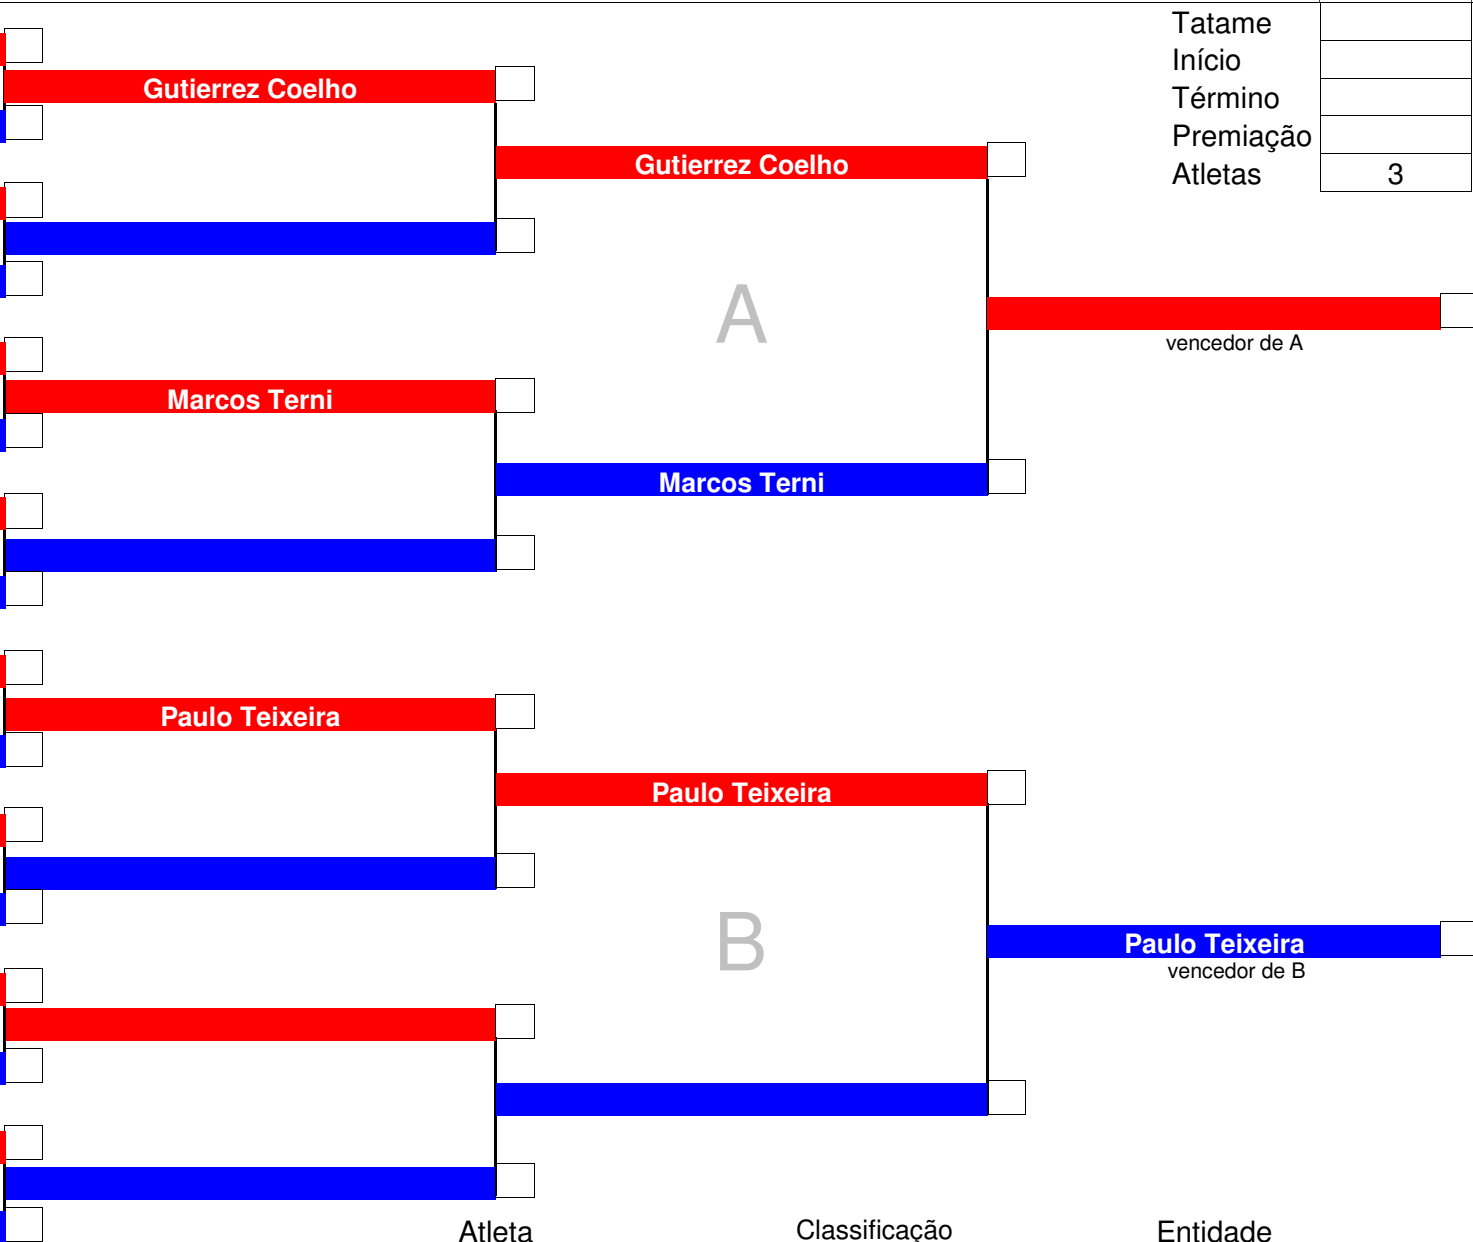 Tatame
Início
Término
Premiação
Atletas 3
Gutierrez Coelho
Gutierrez Coelho
A
vencedor de A
Marcos Terni
Marcos Terni
Paulo Teixeira
Paulo Teixeira
B
Paulo Teixeira
vencedor de B
Atleta Classificação Entidade